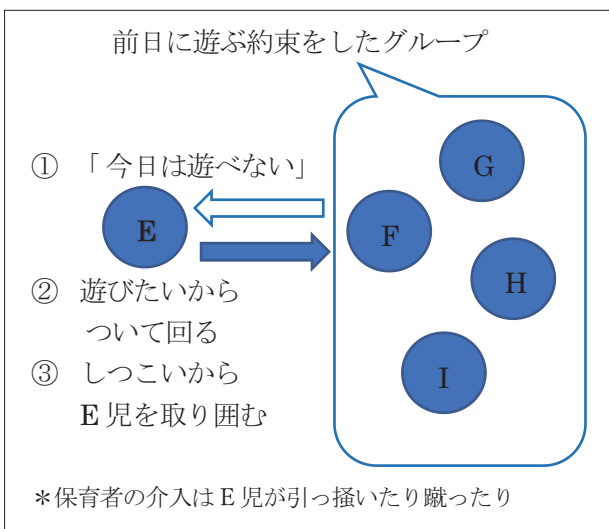 前日に遊ぶ約束をしたグループ
① 「今日は遊べない」
G
E
F
H
② 遊びたいから
ついて回る
③ しつこいから
E児を取り囲む
I
*保育者の介入はE児が引っ掻いたり蹴ったり